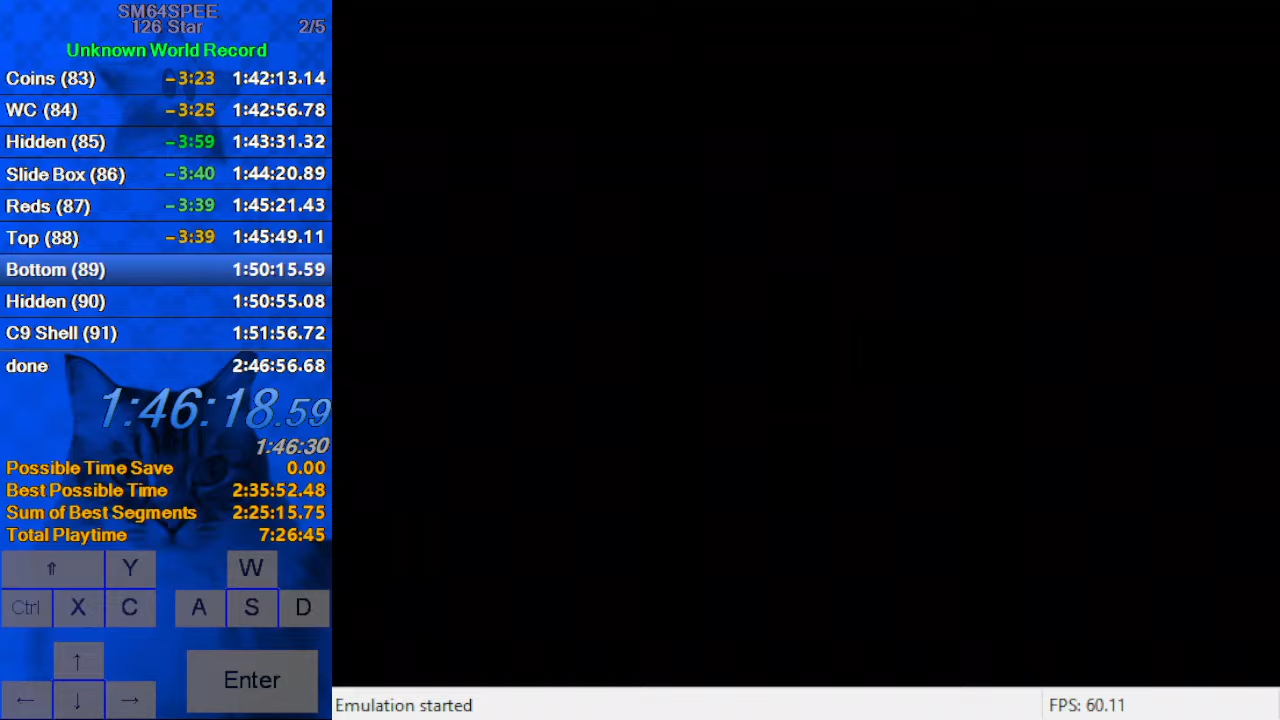 SM64SPEE
126 Star 2/5
Unknown World Record
Coins (83) -3:23 1:42:13.14
WC (84) -3:25 1:42:56.78
Hidden (85) -3:59 1:43:31.32
Slide Box (86) -3:40 1:44:20.89
Reds (87) -3:39 1:45:21.43
Top (88) -3:39 1:45:49.11
Bottom (89) 1:50:15.59
Hidden (90) 1:50:55.08
C9 Shell (91) 1:51:56.72
done 2:46:56.68
1:46:18.59
1:46:30
Possible Time Save 0.00
Best Possible Time 2:35:52.48
Sum of Best Segments 2:25:15.75
Total Playtime 7:26:45
⇑ Y W
Ctrl X C A S D
↑ Enter
← ↓ →
Emulation started FPS: 60.11